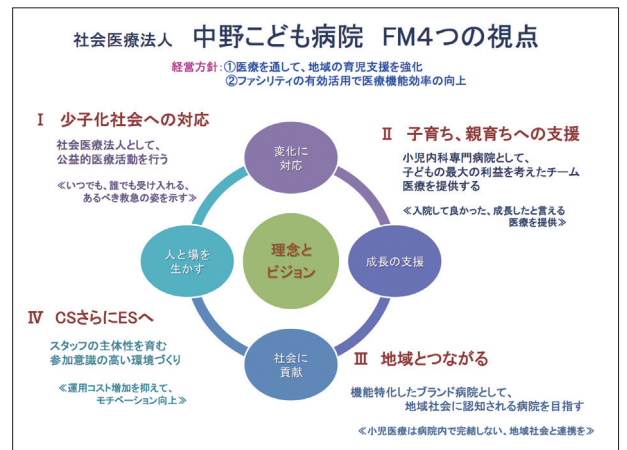 社会医療法人 中野こども病院 FM4つの視点
経営方針:①医療を通して、地域の育児支援を強化
②ファシリティの有効活用で医療機能効率の向上
Ⅰ 少子化社会への対応
社会医療法人として、
公益的医療活動を行う
≪いつでも、誰でも受け入れる、
あるべき救急の姿を示す≫
変化に
対応
Ⅱ 子育ち、親育ちへの支援
小児内科専門病院として、
子どもの最大の利益を考えたチーム
医療を提供する
≪入院して良かった、成長したと言える
医療を提供≫
人と場を
生かす
理念と
ビジョン
成長の支援
Ⅳ CSさらにESへ
スタッフの主体性を育む
参加意識の高い環境づくり
≪運用コスト増加を抑えて、
モチベーション向上≫
社会に
貢献
Ⅲ 地域とつながる
機能特化したブランド病院として、
地域社会に認知される病院を目指す
≪小児医療は病院内で完結しない、地域社会と連携を≫